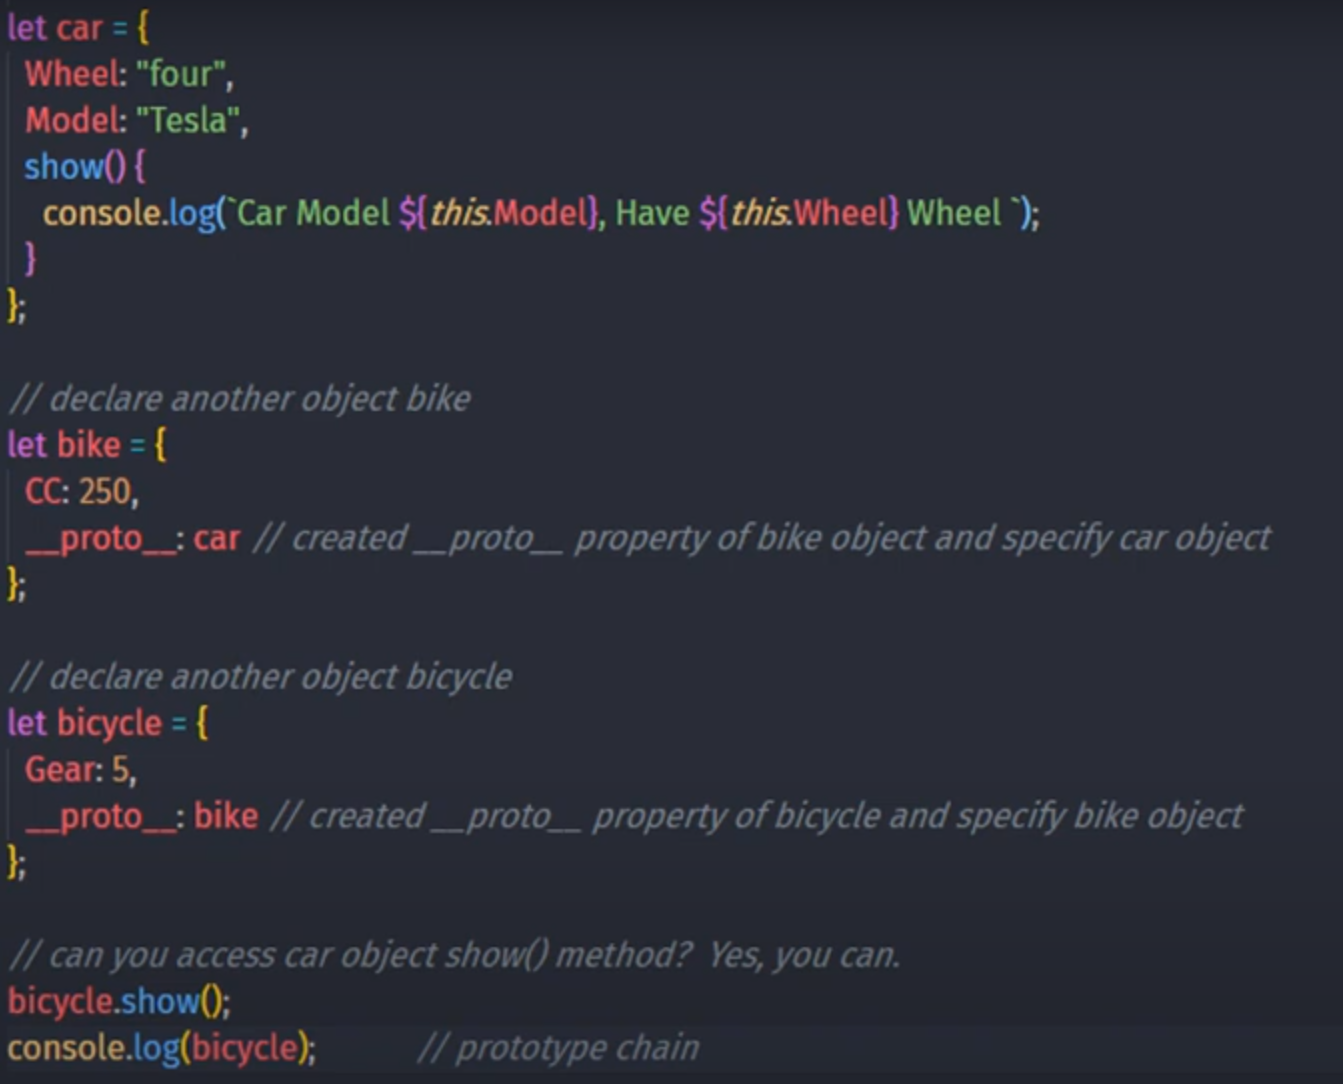 let car = {
  Wheel: "four",
  Model: "Tesla",
  show() {
    console.log(`Car Model ${this.Model}, Have ${this.Wheel} Wheel `);
  }
};

// declare another object bike
let bike = {
  CC: 250,
  __proto__: car // created __proto__ property of bike object and specify car object
};

// declare another object bicycle
let bicycle = {
  Gear: 5,
  __proto__: bike // created __proto__ property of bicycle and specify bike object
};

// can you access car object show() method?  Yes, you can.
bicycle.show();
console.log(bicycle);          // prototype chain